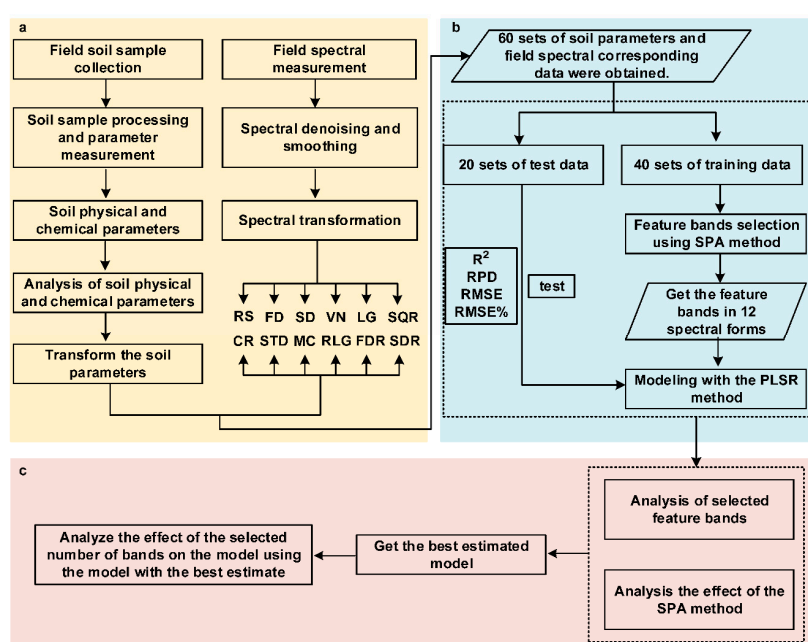 a
Field soil sample
collection
Soil sample processing
and parameter
measurement
Soil physical and
chemical parameters
Analysis of soil physical
and chemical parameters
Transform the soil
parameters
Field spectral
measurement
Spectral denoising and
smoothing
Spectral transformation
RS FD SD VN LG SQR
CR STD MC RLG FDR SDR
b
60 sets of soil parameters and
field spectral corresponding
data were obtained.
20 sets of test data
40 sets of training data
Feature bands selection
using SPA method
R²
RPD
RMSE
RMSE%
test
Get the feature
bands in 12
spectral forms
Modeling with the PLSR
method
c
Analysis of selected
feature bands
Analysis the effect of the
SPA method
Get the best estimated
model
Analyze the effect of the selected
number of bands on the model using
the model with the best estimate